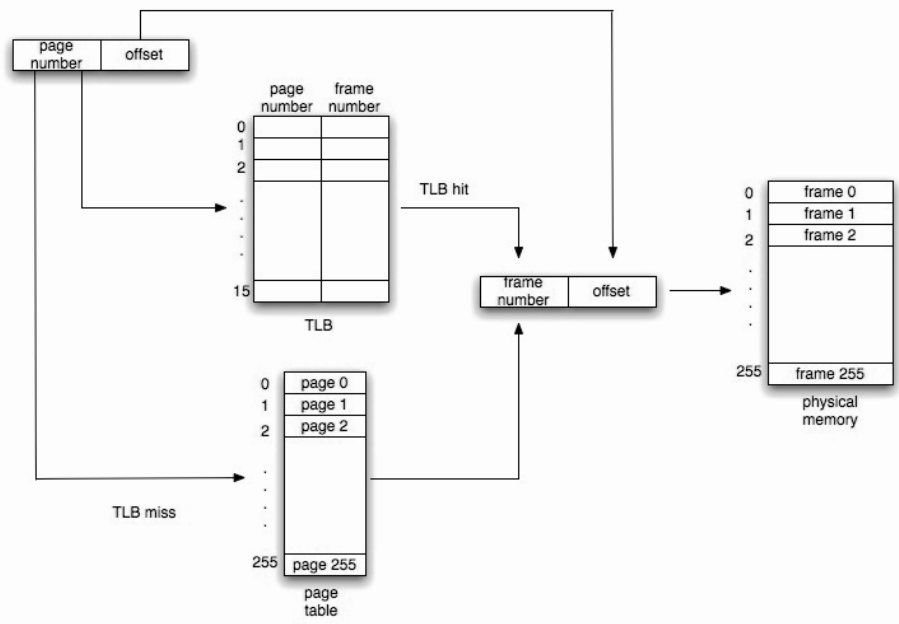 page
number
offset
page
number
frame
number
0
1
2
.
.
.
.
15
TLB
TLB hit
frame
number
offset
0
1
2
.
.
.
.
255
frame 0
frame 1
frame 2
frame 255
physical
memory
0
1
2
.
.
.
.
255
page 0
page 1
page 2
page 255
page
table
TLB miss